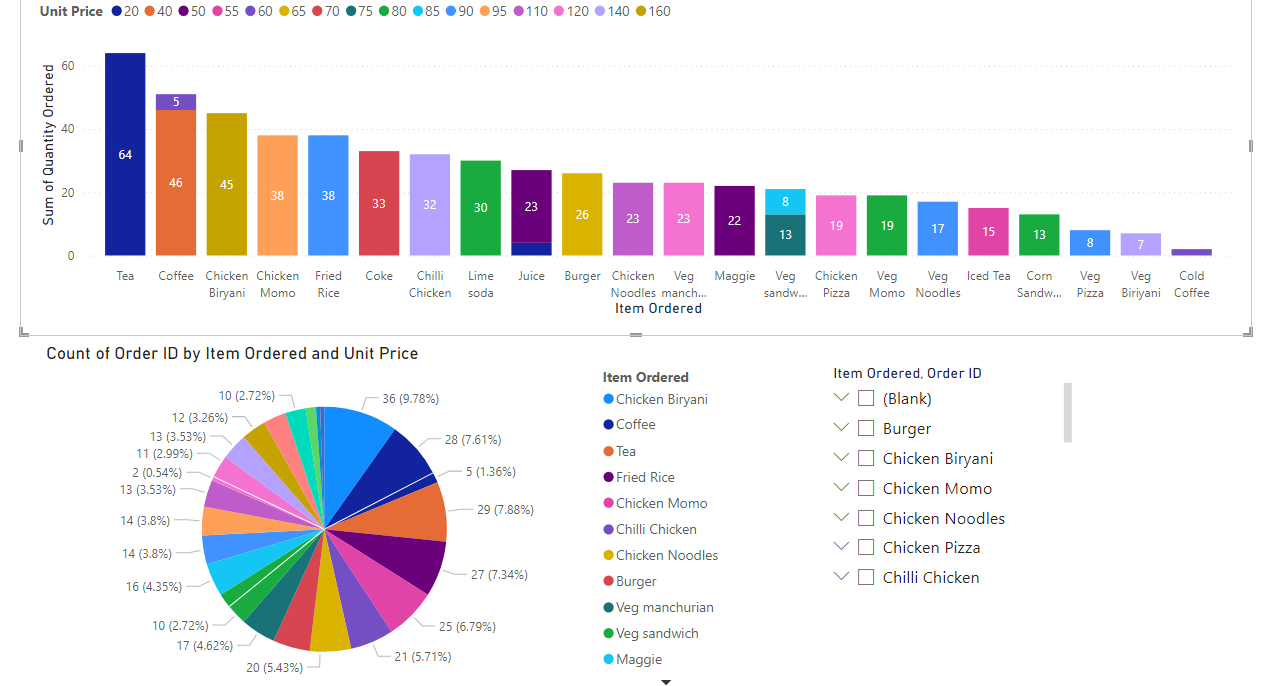 Unit Price 20 40 50 55 60 65 70 75 80 85 90 95 110 120 140 160
Sum of Quantity Ordered
60
40
20
0
64
5
46
45
38
38
33
32
30
23
26
23
23
22
8
13
19
19
17
15
13
8
7
Tea Coffee Chicken Biryani Chicken Momo Fried Rice Coke Chilli Chicken Lime soda Juice Burger Chicken Noodles Veg manch... Maggie Veg sandw... Chicken Pizza Veg Momo Veg Noodles Iced Tea Corn Sandw... Veg Pizza Veg Biriyani Cold Coffee
Item Ordered
Count of Order ID by Item Ordered and Unit Price
36 (9.78%)
28 (7.61%)
5 (1.36%)
29 (7.88%)
27 (7.34%)
25 (6.79%)
21 (5.71%)
20 (5.43%)
17 (4.62%)
10 (2.72%)
16 (4.35%)
14 (3.8%)
14 (3.8%)
13 (3.53%)
2 (0.54%)
11 (2.99%)
13 (3.53%)
12 (3.26%)
10 (2.72%)
Item Ordered
Chicken Biryani
Coffee
Tea
Fried Rice
Chicken Momo
Chilli Chicken
Chicken Noodles
Burger
Veg manchurian
Veg sandwich
Maggie
Item Ordered, Order ID
(Blank)
Burger
Chicken Biryani
Chicken Momo
Chicken Noodles
Chicken Pizza
Chilli Chicken